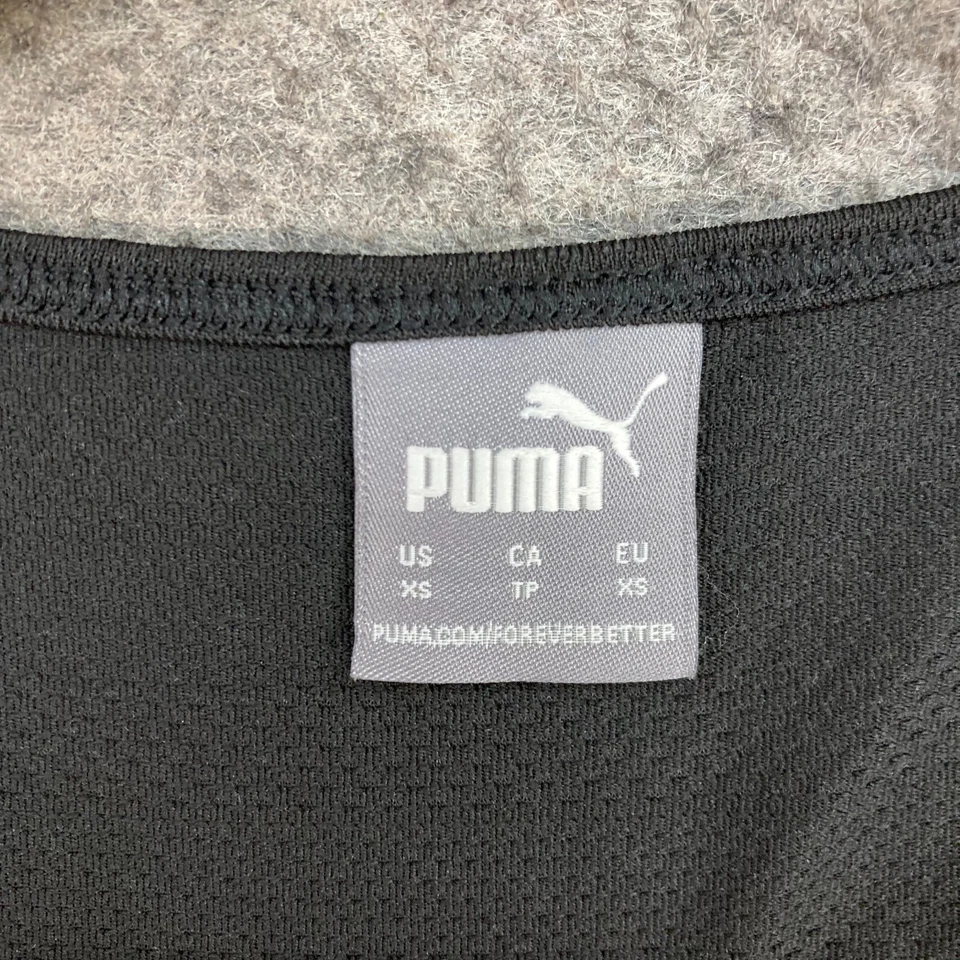 PUMA
US CA EU
XS TP XS
PUMA.COM/FOREVERBETTER